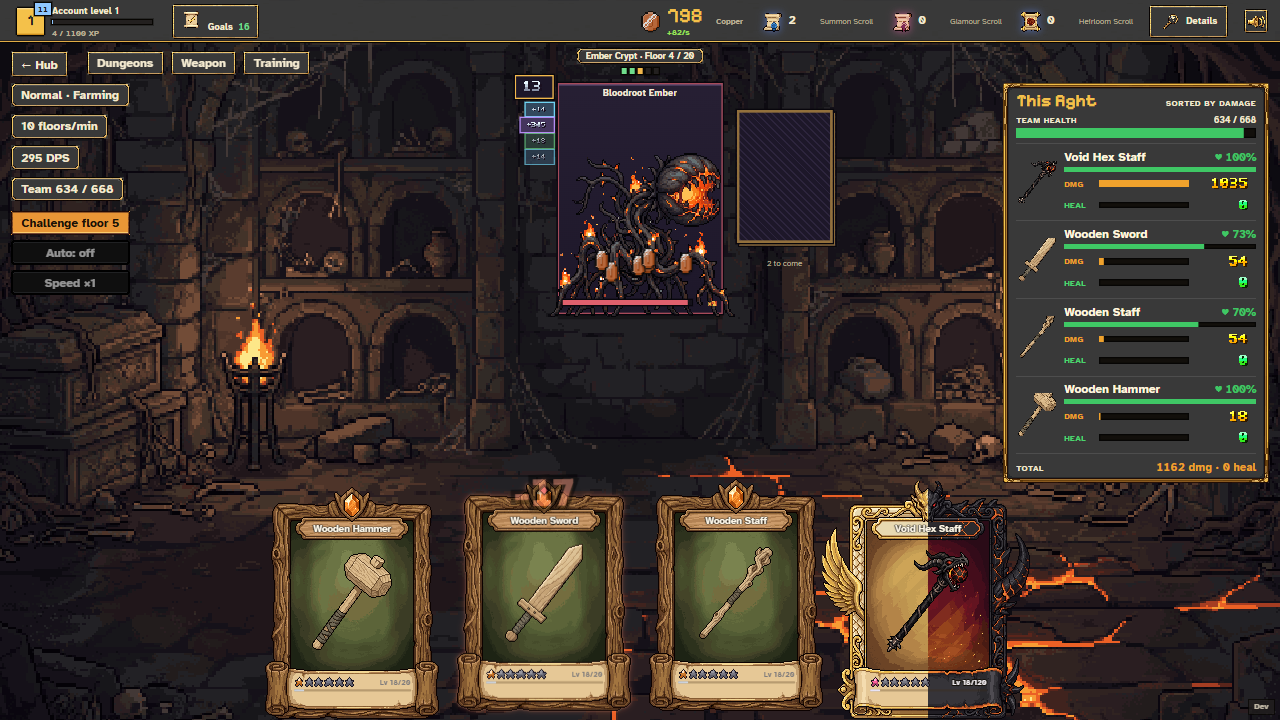 1
11
Account level 1
4 / 1100 XP
Goals 16
798
+82/s
Copper
2
Summon Scroll
0
Glamour Scroll
0
Heirloom Scroll
Details
← Hub
Dungeons
Weapon
Training
Normal · Farming
10 floors/min
295 DPS
Team 634 / 668
Challenge floor 5
Auto: off
Speed ×1
Ember Crypt · Floor 4 / 20
13
Bloodroot Ember
2 to come
This fight
SORTED BY DAMAGE
TEAM HEALTH
634 / 668
Void Hex Staff
♥ 100%
DMG
1035
HEAL
0
Wooden Sword
♥ 73%
DMG
54
HEAL
0
Wooden Staff
♥ 70%
DMG
54
HEAL
0
Wooden Hammer
♥ 100%
DMG
18
HEAL
0
TOTAL
1162 dmg · 0 heal
Wooden Hammer
Lv 18/20
Wooden Sword
Lv 18/20
Wooden Staff
Lv 18/20
Void Hex Staff
Lv 18/120
Dev